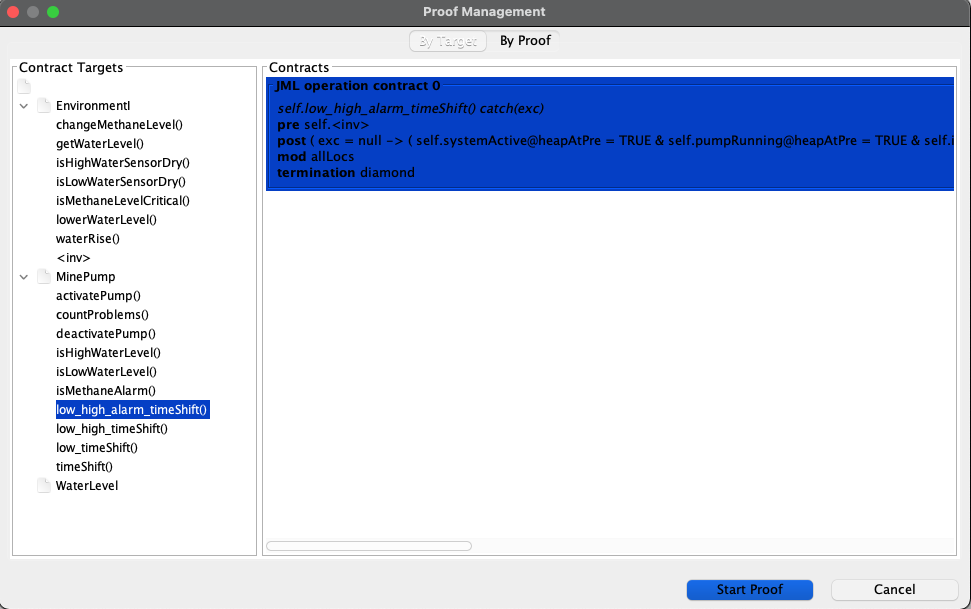 Proof Management
By Target By Proof
Contract Targets
EnvironmentI
changeMethaneLevel()
getWaterLevel()
isHighWaterSensorDry()
isLowWaterSensorDry()
isMethaneLevelCritical()
lowerWaterLevel()
waterRise()
<inv>
MinePump
activatePump()
countProblems()
deactivatePump()
isHighWaterLevel()
isLowWaterLevel()
isMethaneAlarm()
low_high_alarm_timeShift()
low_high_timeShift()
low_timeShift()
timeShift()
WaterLevel
Contracts
JML operation contract 0
self.low_high_alarm_timeShift() catch(exc)
pre self.<inv>
post ( exc = null -> ( self.systemActive@heapAtPre = TRUE & self.pumpRunning@heapAtPre = TRUE & self.
mod allLocs
termination diamond
Start Proof Cancel